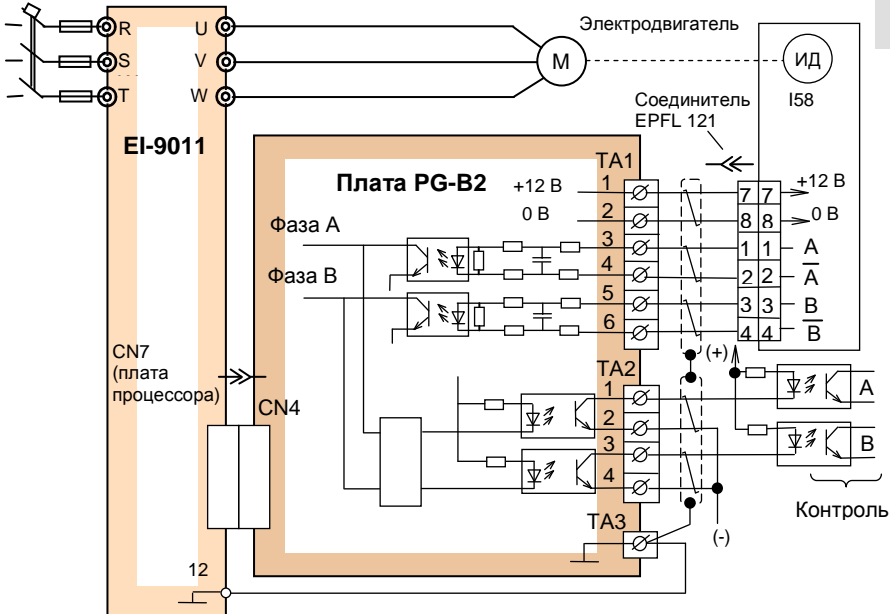 Электродвигатель
R
U
S
V
T
W
М
ИД
I58
Соединитель
EPFL 121
EI-9011
TA1
Плата PG-B2
+12 В
1
7
7
+12 В
0 В
2
8
8
0 В
Фаза А
3
1
1
A
4
2
2
A
Фаза В
5
3
3
B
6
4
4
B
(+)
CN7
(плата
процессора)
CN4
TA2
1
A
2
3
B
4
Контроль
TA3
(-)
12